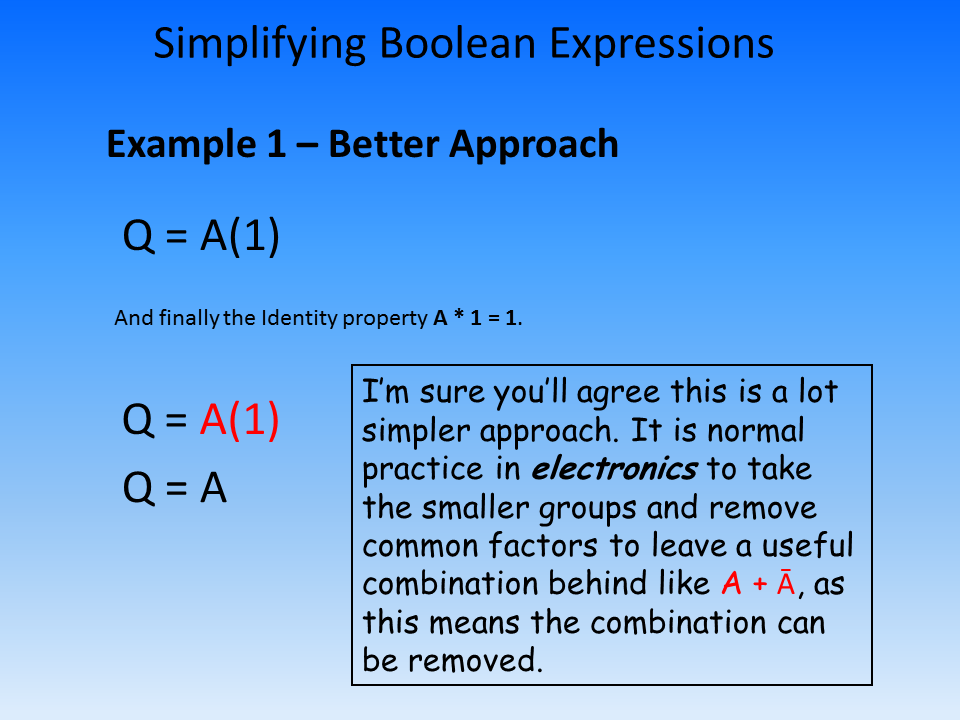 Simplifying Boolean Expressions
Example 1 – Better Approach
Q = A(1)
And finally the Identity property A * 1 = 1.
Q = A(1)
Q = A
I’m sure you’ll agree this is a lot
simpler approach. It is normal
practice in electronics to take
the smaller groups and remove
common factors to leave a useful
combination behind like A + Ā, as
this means the combination can
be removed.